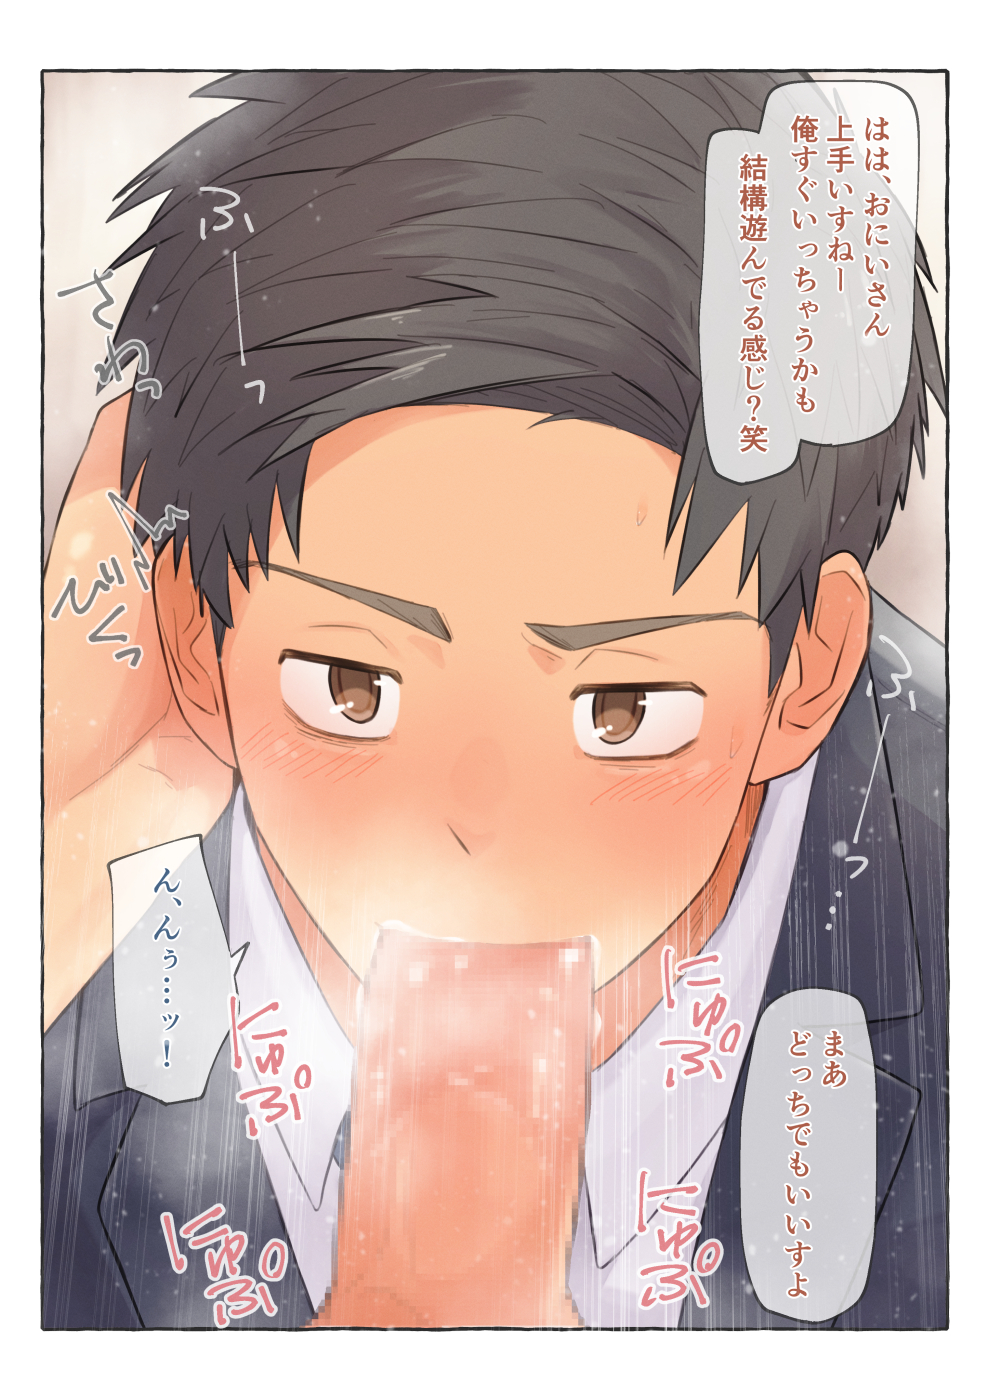 はは、おにいさん
上手いすねー
俺すぐいっちゃうかも
結構遊んでる感じ？笑
ふ
ーっ
さわっ
びくっ
ふ
ーっ…
ん、んぅ…ッ！
にゅぷ
にゅぷ
まあ
どっちでもいいすよ
にゅぷ
にゅぷ